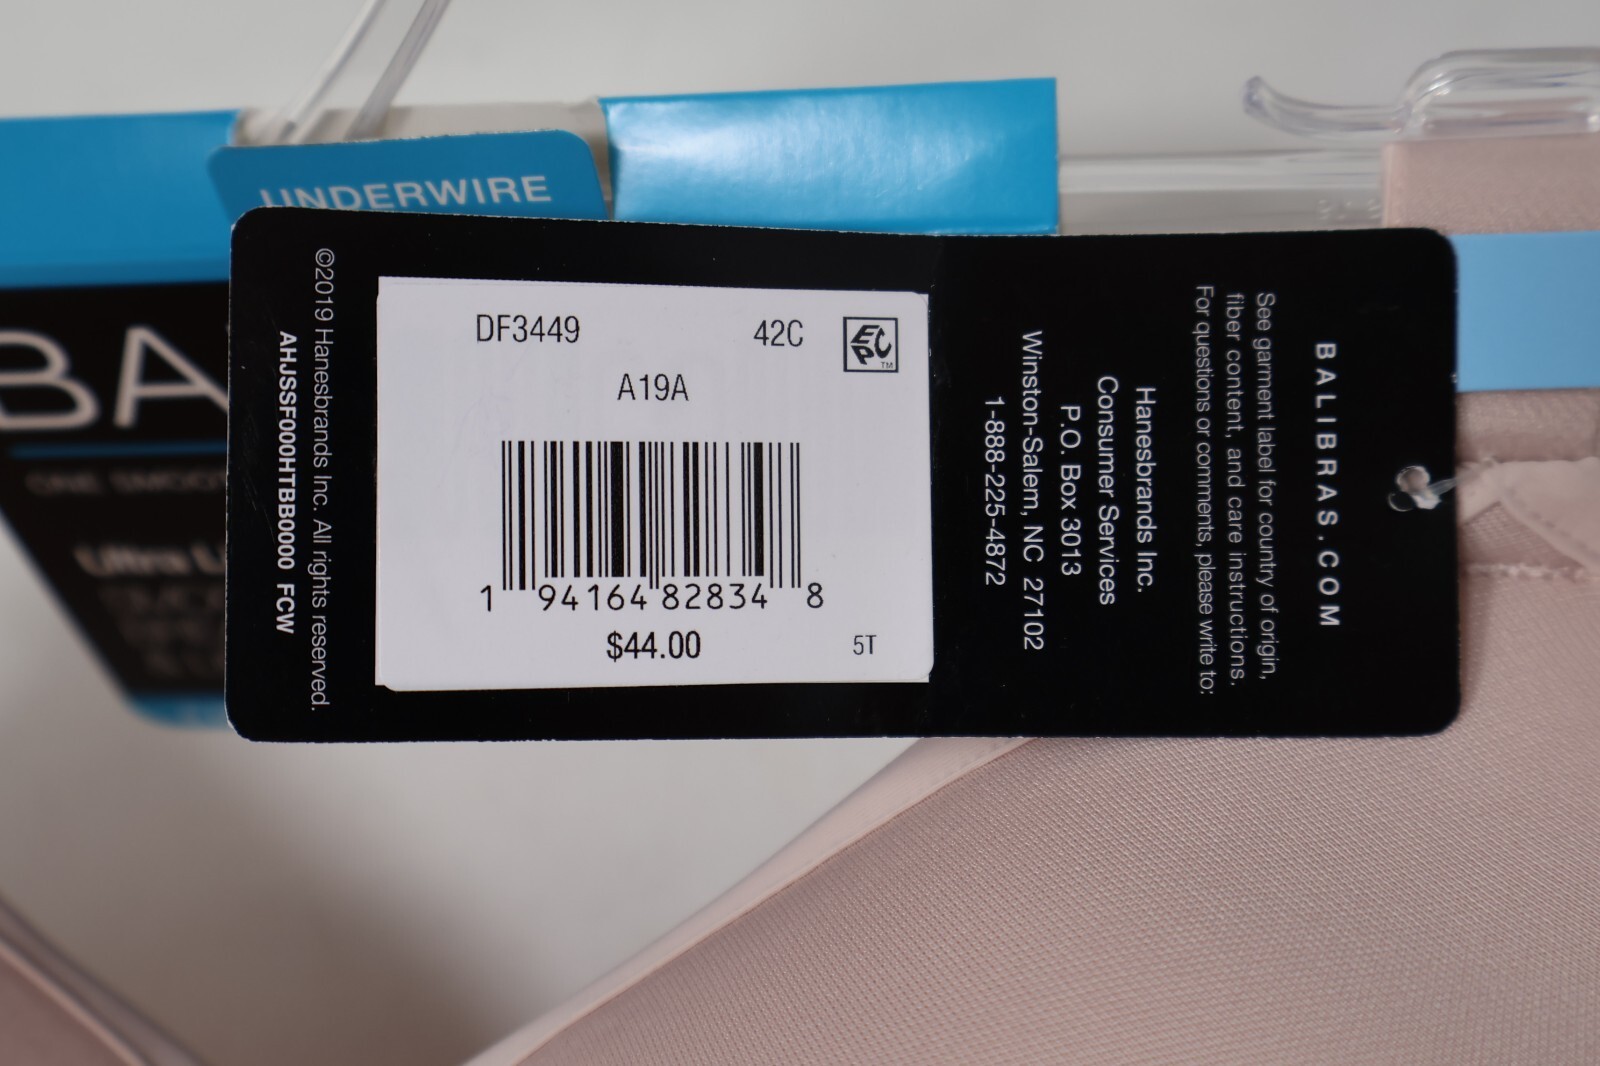 UNDERWIRE
BA
ONE SMOOT
Ultra Li
©2019 Hanesbrands Inc. All rights reserved.
AHJSSF000HTBB0000 FCW
DF3449 42C
ECP™
A19A
1 94164 82834 8
$44.00 5T
BALIBRAS.COM
See garment label for country of origin,
fiber content, and care instructions.
For questions or comments, please write to:
Hanesbrands Inc.
Consumer Services
P.O. Box 3013
Winston-Salem, NC 27102
1-888-225-4872